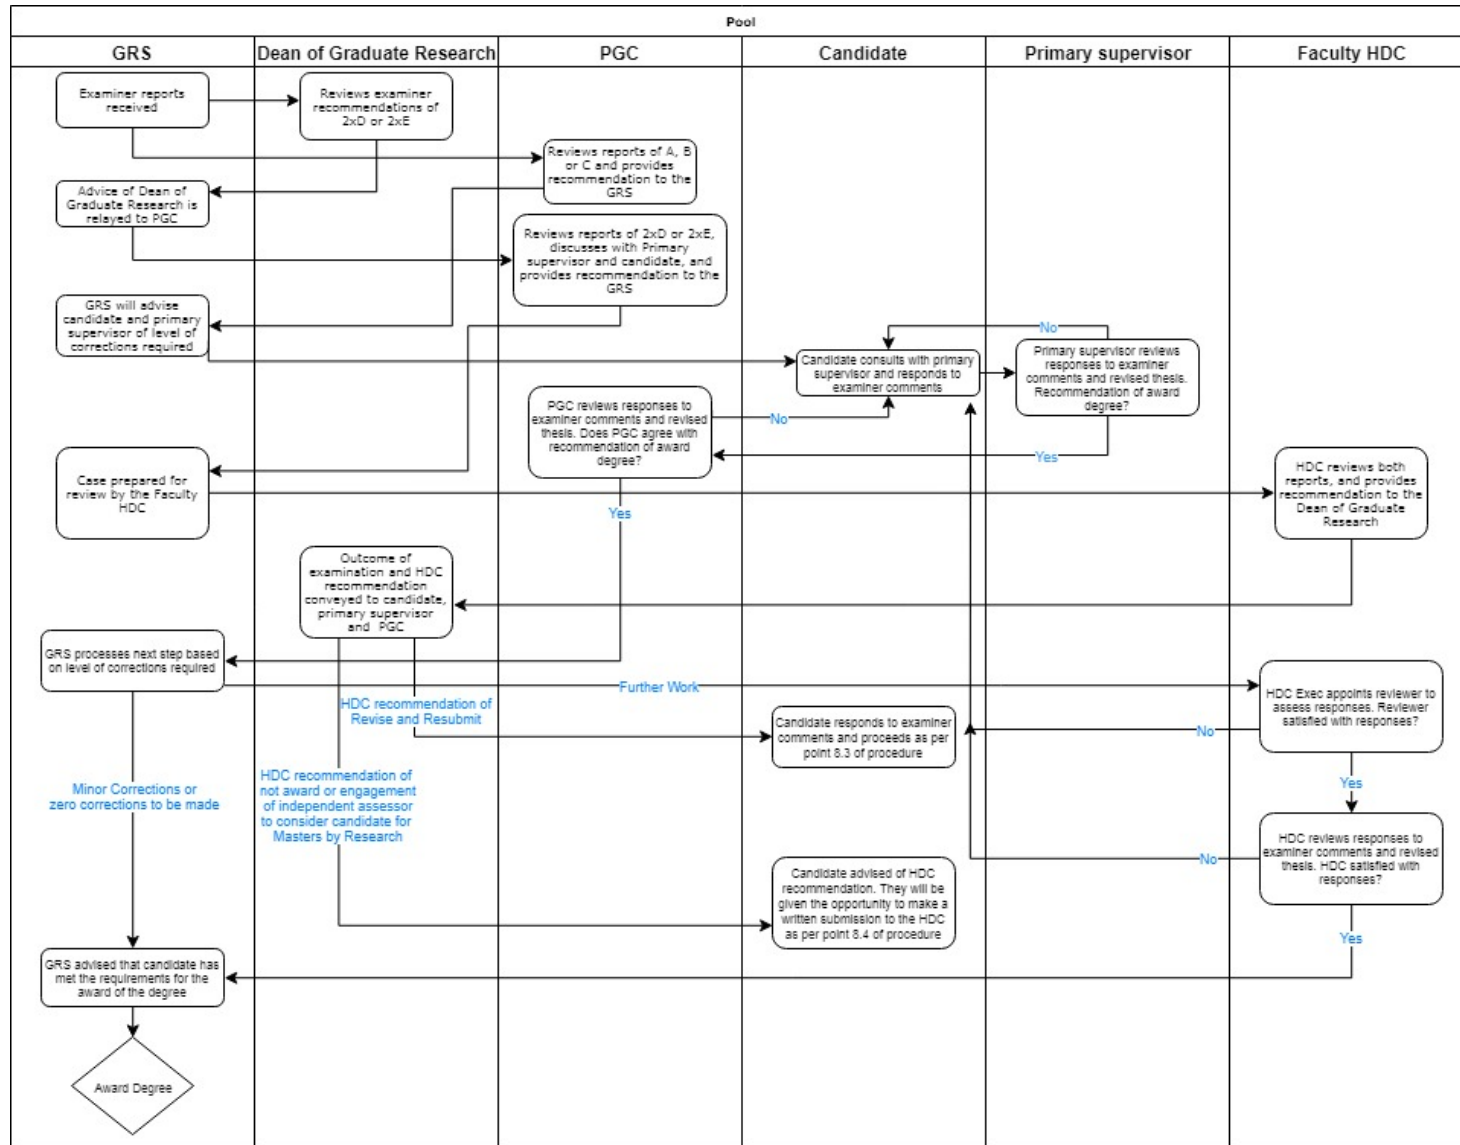 Pool
GRS
Dean of Graduate Research
PGC
Candidate
Primary supervisor
Faculty HDC
Examiner reports
received
Reviews examiner
recommendations of
2xD or 2xE
Reviews reports of A, B
or C and provides
recommendation to the
GRS
Advice of Dean of
Graduate Research is
relayed to PGC
Reviews reports of 2xD or 2xE,
discusses with Primary
supervisor and candidate, and
provides recommendation to the
GRS
GRS will advise
candidate and primary
supervisor of level of
corrections required
No
Candidate consults with primary
supervisor and responds to
examiner comments
Primary supervisor reviews
responses to examiner
comments and revised thesis.
Recommendation of award
degree?
PGC reviews responses to
examiner comments and revised
thesis. Does PGC agree with
recommendation of award
degree?
No
Yes
Case prepared for
review by the Faculty
HDC
HDC reviews both
reports, and provides
recommendation to the
Dean of Graduate
Research
Yes
Outcome of
examination and HDC
recommendation
conveyed to candidate,
primary supervisor
and PGC
GRS processes next step based
on level of corrections required
Further Work
HDC recommendation of
Revise and Resubmit
Candidate responds to examiner
comments and proceeds as per
point 8.3 of procedure
HDC Exec appoints reviewer to
assess responses. Reviewer
satisfied with responses?
No
Yes
Minor Corrections or
zero corrections to be made
HDC recommendation of
not award or engagement
of independent assessor
to consider candidate for
Masters by Research
HDC reviews responses to
examiner comments and revised
thesis. HDC satisfied with
responses?
No
Candidate advised of HDC
recommendation. They will be
given the opportunity to make a
written submission to the HDC
as per point 8.4 of procedure
Yes
GRS advised that candidate has
met the requirements for the
award of the degree
Award Degree